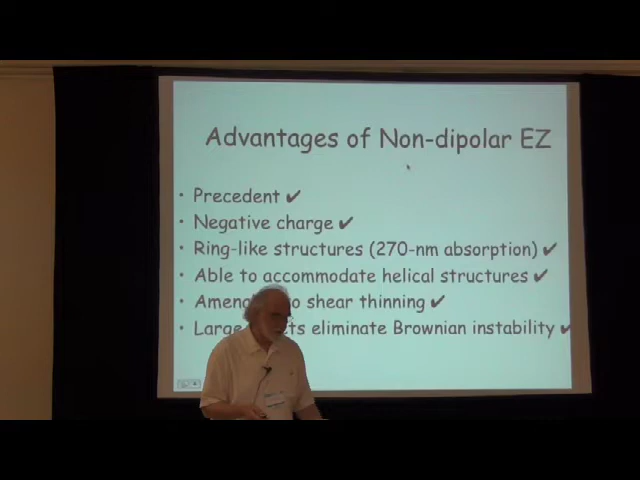 Advantages of Non-dipolar EZ
• Precedent ✔
• Negative charge ✔
• Ring-like structures (270-nm absorption) ✔
• Able to accommodate helical structures ✔
• shear thinning ✔
• Large eliminate Brownian instability ✔